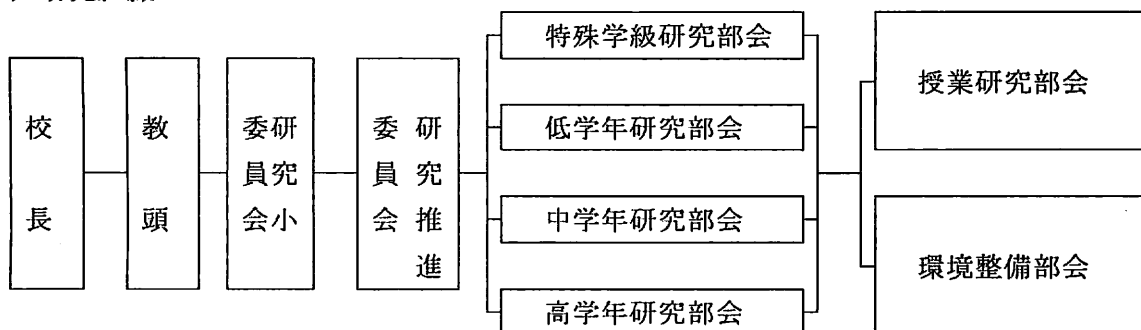 校長
教頭
研究小
委員会
研究推進
委員会
特殊学級研究部会
低学年研究部会
中学年研究部会
高学年研究部会
授業研究部会
環境整備部会